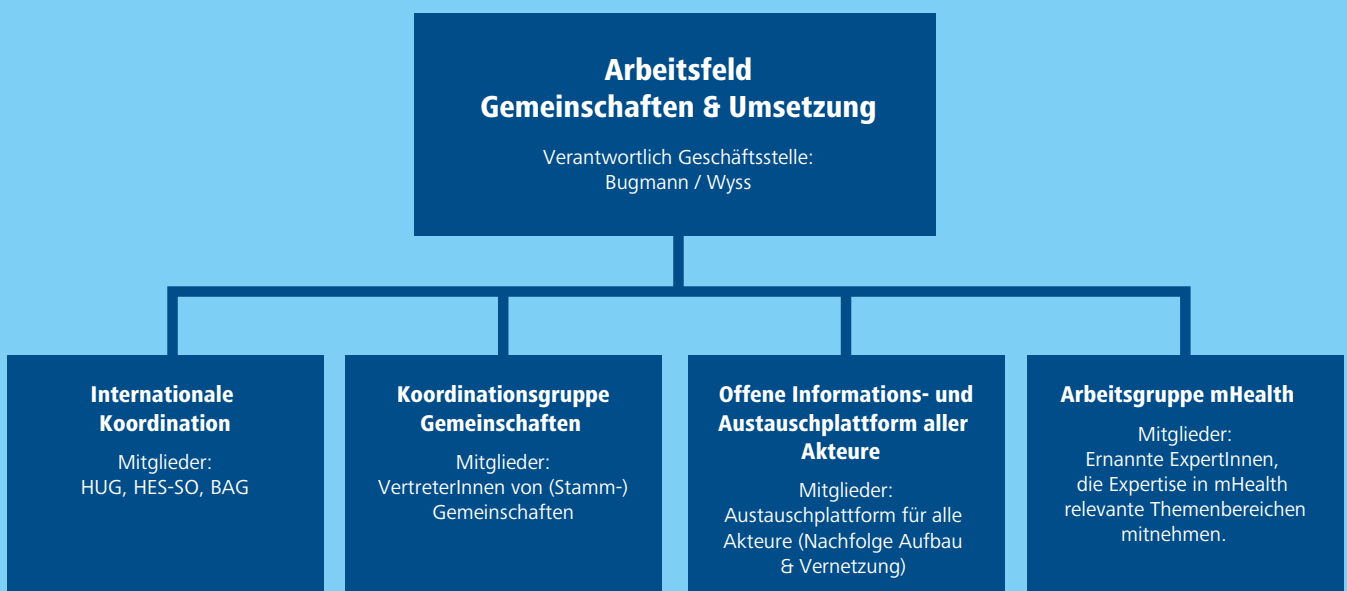 Arbeitsfeld
Gemeinschaften & Umsetzung
Verantwortlich Geschäftsstelle:
Bugmann / Wyss
Internationale
Koordination
Mitglieder:
HUG, HES-SO, BAG
Koordinationsgruppe
Gemeinschaften
Mitglieder:
VertreterInnen von (Stamm-)
Gemeinschaften
Offene Informations- und
Austauschplattform aller
Akteure
Mitglieder:
Austauschplattform für alle
Akteure (Nachfolge Aufbau
& Vernetzung)
Arbeitsgruppe mHealth
Mitglieder:
Ernannte ExpertInnen,
die Expertise in mHealth
relevante Themenbereichen
mitnehmen.